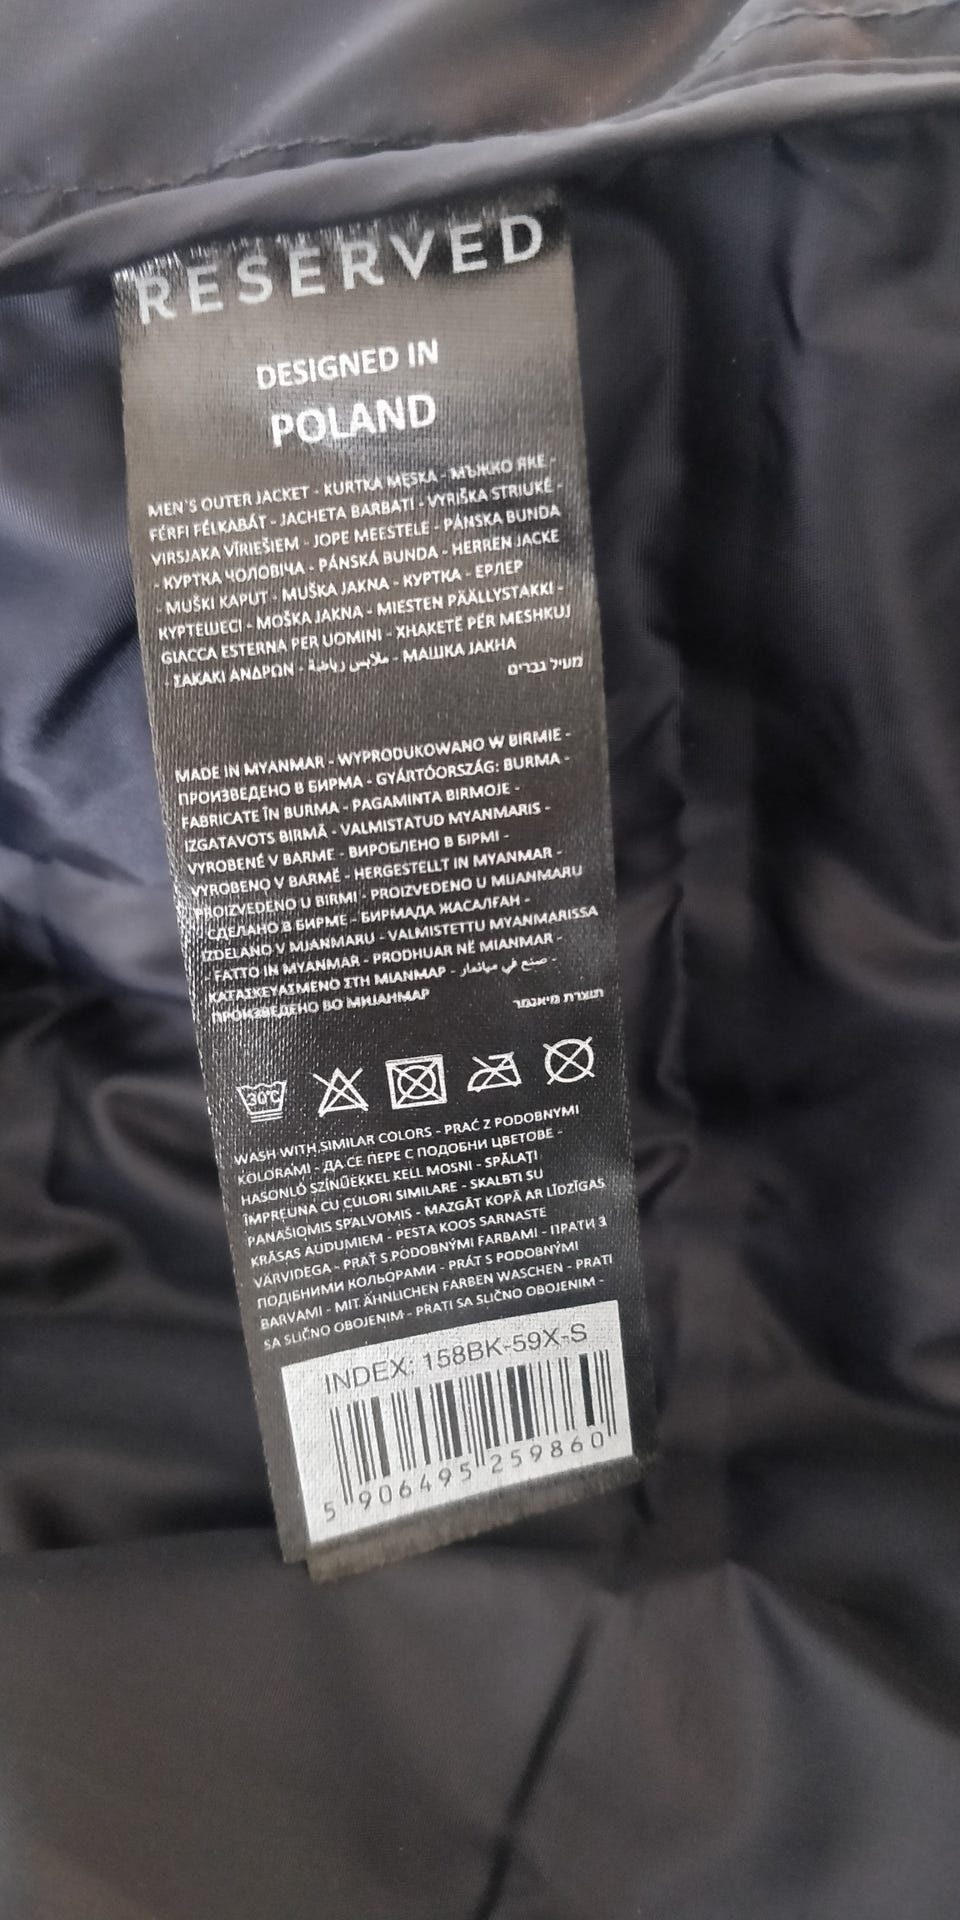 RESERVED
DESIGNED IN
POLAND
MEN'S OUTER JACKET - KURTKA MĘSKA - МЪЖКО ЯКЕ -
FÉRFI FÉLKABÁT - JACHETA BARBATI - VYRIŠKA STRIUKĖ -
VIRSJAKA VĪRIEŠIEM - JOPE MEESTELE - PÁNSKA BUNDA
- КУРТКА ЧОЛОВІЧА - PÁNSKÁ BUNDA - HERREN JACKE
- MUŠKI KAPUT - MUŠKA JAKNA - КУРТКА - ЕРЛЕР
КҮРТЕШЕСІ - MOŠKA JAKNA - MIESTEN PÄÄLLYSTAKKI -
GIACCA ESTERNA PER UOMINI - XHAKETË PËR MESHKUJ
- ΣΑΚΑΚΙ ΑΝΔΡΩΝ - ملابس رياضة - МАШКА ЈАКНА
מעיל גברים
MADE IN MYANMAR - WYPRODUKOWANO W BIRMIE -
ПРОИЗВЕДЕНО В БИРМА - GYÁRTÓORSZÁG: BURMA -
FABRICATE ÎN BURMA - PAGAMINTA BIRMOJE -
IZGATAVOTS BIRMĀ - VALMISTATUD MYANMARIS -
VYROBENÉ V BARME - ВИРОБЛЕНО В БІРМІ -
VYROBENO V BARMĚ - HERGESTELLT IN MYANMAR -
PROIZVEDENO U BIRMI - PROIZVEDENO U MIJANMARU
- СДЕЛАНО В БИРМЕ - БИРМАДА ЖАСАЛҒАН -
IZDELANO V MJANMARU - VALMISTETTU MYANMARISSA
- FATTO IN MYANMAR - PRODHUAR NË MIANMAR -
ΚΑΤΑΣΚΕΥΑΣΜΕΝΟ ΣΤΗ ΜΙΑΝΜΑΡ - صنع في ميانمار -
ПРОИЗВЕДЕНО ВО МИЈАНМАР
תוצרת מיאנמר
30°C
WASH WITH SIMILAR COLORS - PRAĆ Z PODOBNYMI
KOLORAMI - ДА СЕ ПЕРЕ С ПОДОБНИ ЦВЕТОВЕ -
HASONLÓ SZÍNŰEKKEL KELL MOSNI - SPĂLAȚI
ÎMPREUNA CU CULORI SIMILARE - SKALBTI SU
PANAŠIOMIS SPALVOMIS - MAZGĀT KOPĀ AR LĪDZĪGAS
KRĀSAS AUDUMIEM - PESTA KOOS SARNASTE
VÄRVIDEGA - PRAŤ S PODOBNÝMI FARBAMI - ПРАТИ З
ПОДІБНИМИ КОЛЬОРАМИ - PRÁT S PODOBNÝMI
BARVAMI - MIT ÄHNLICHEN FARBEN WASCHEN - PRATI
SA SLIČNO OBOJENIM - PRATI SA SLIČNO OBOJENIM -
INDEX: 158BK-59X-S
5 906495 259860